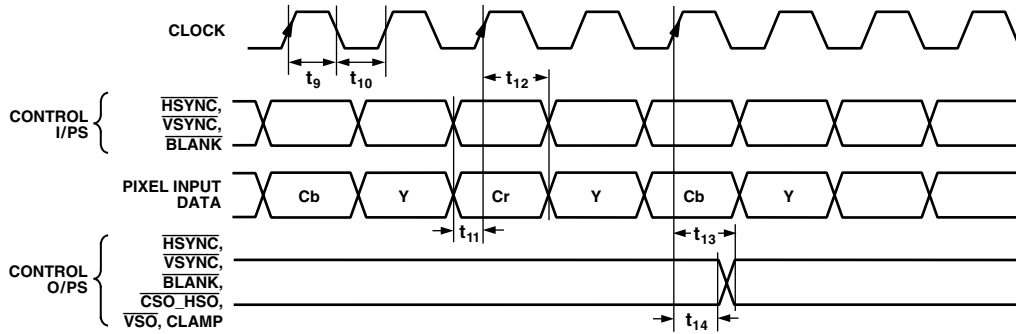 CLOCK
t9
t10
t12
CONTROL
I/PS
HSYNC,
VSYNC,
BLANK
PIXEL INPUT
DATA
Cb
Y
Cr
Y
Cb
Y
t11
t13
CONTROL
O/PS
HSYNC,
VSYNC,
BLANK,
CSO_HSO,
VSO, CLAMP
t14